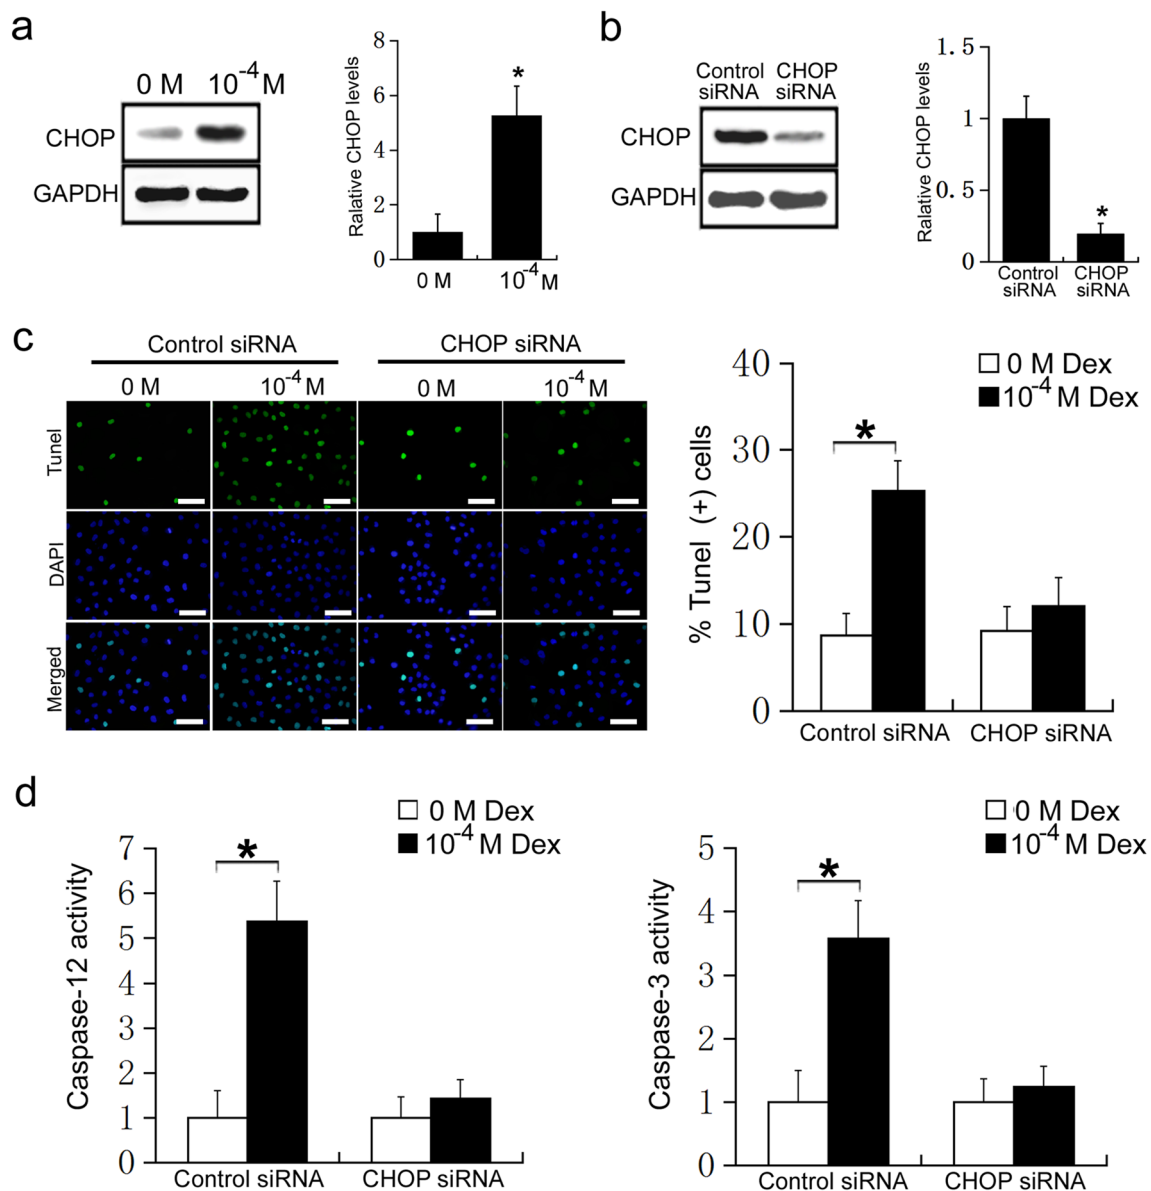 a
0 M 10-4 M
CHOP
GAPDH
Ralative CHOP levels
8
6
4
2
0
*
0 M 10-4 M
b
Control siRNA CHOP siRNA
CHOP
GAPDH
Ralative CHOP levels
1.5
1
0.5
0
*
Control siRNA CHOP siRNA
c
Control siRNA CHOP siRNA
0 M 10-4 M 0 M 10-4 M
Tunel
DAPI
Merged
% Tunel (+) cells
40
30
20
10
0
0 M Dex
10-4 M Dex
*
Control siRNA CHOP siRNA
d
Caspase-12 activity
7
6
5
4
3
2
1
0
0 M Dex
10-4 M Dex
*
Control siRNA CHOP siRNA
Caspase-3 activity
5
4
3
2
1
0
0 M Dex
10-4 M Dex
*
Control siRNA CHOP siRNA